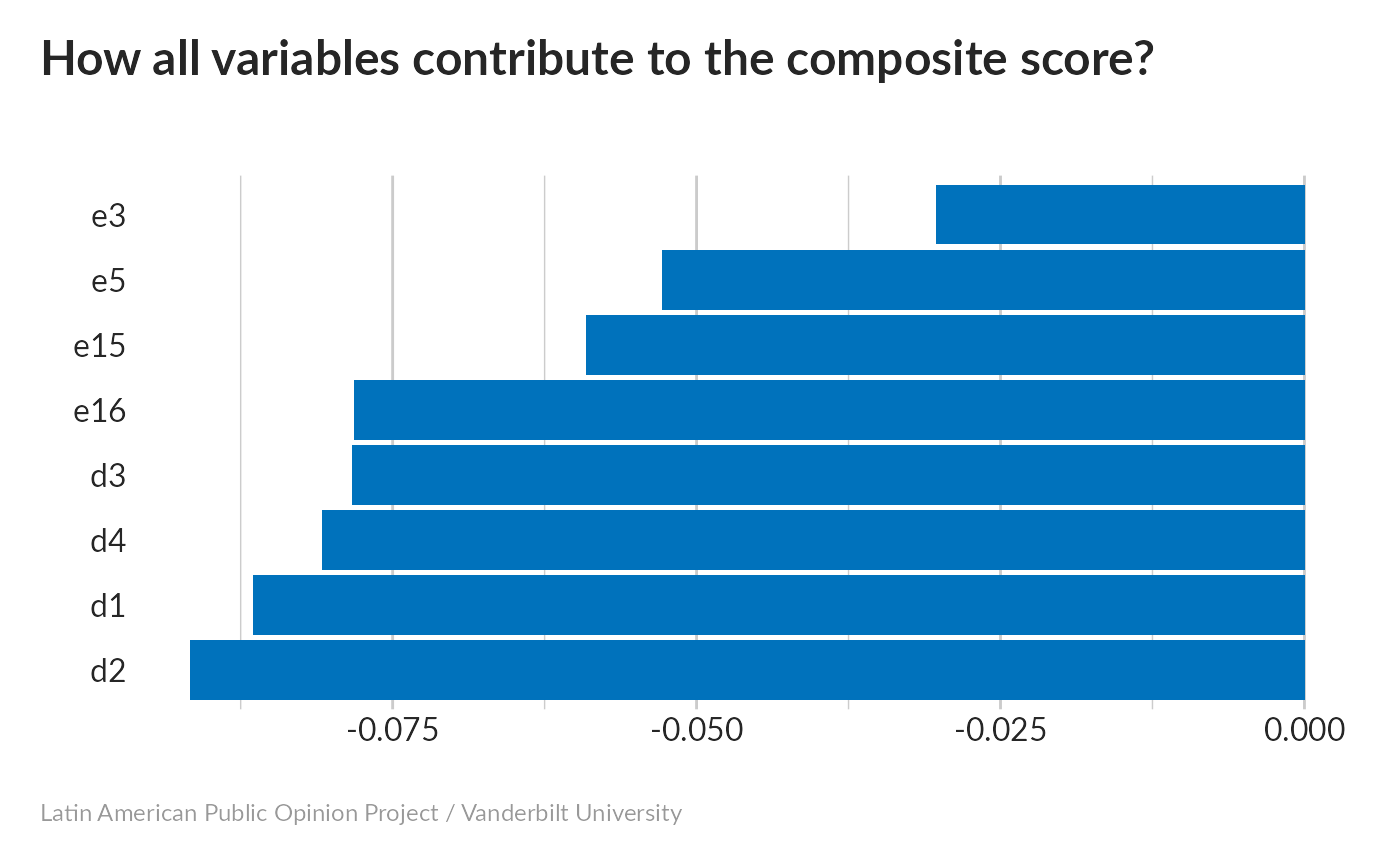 How all variables contribute to the composite score?
e3
e5
e15
e16
d3
d4
d1
d2
-0.075 -0.050 -0.025 0.000
Latin American Public Opinion Project / Vanderbilt University